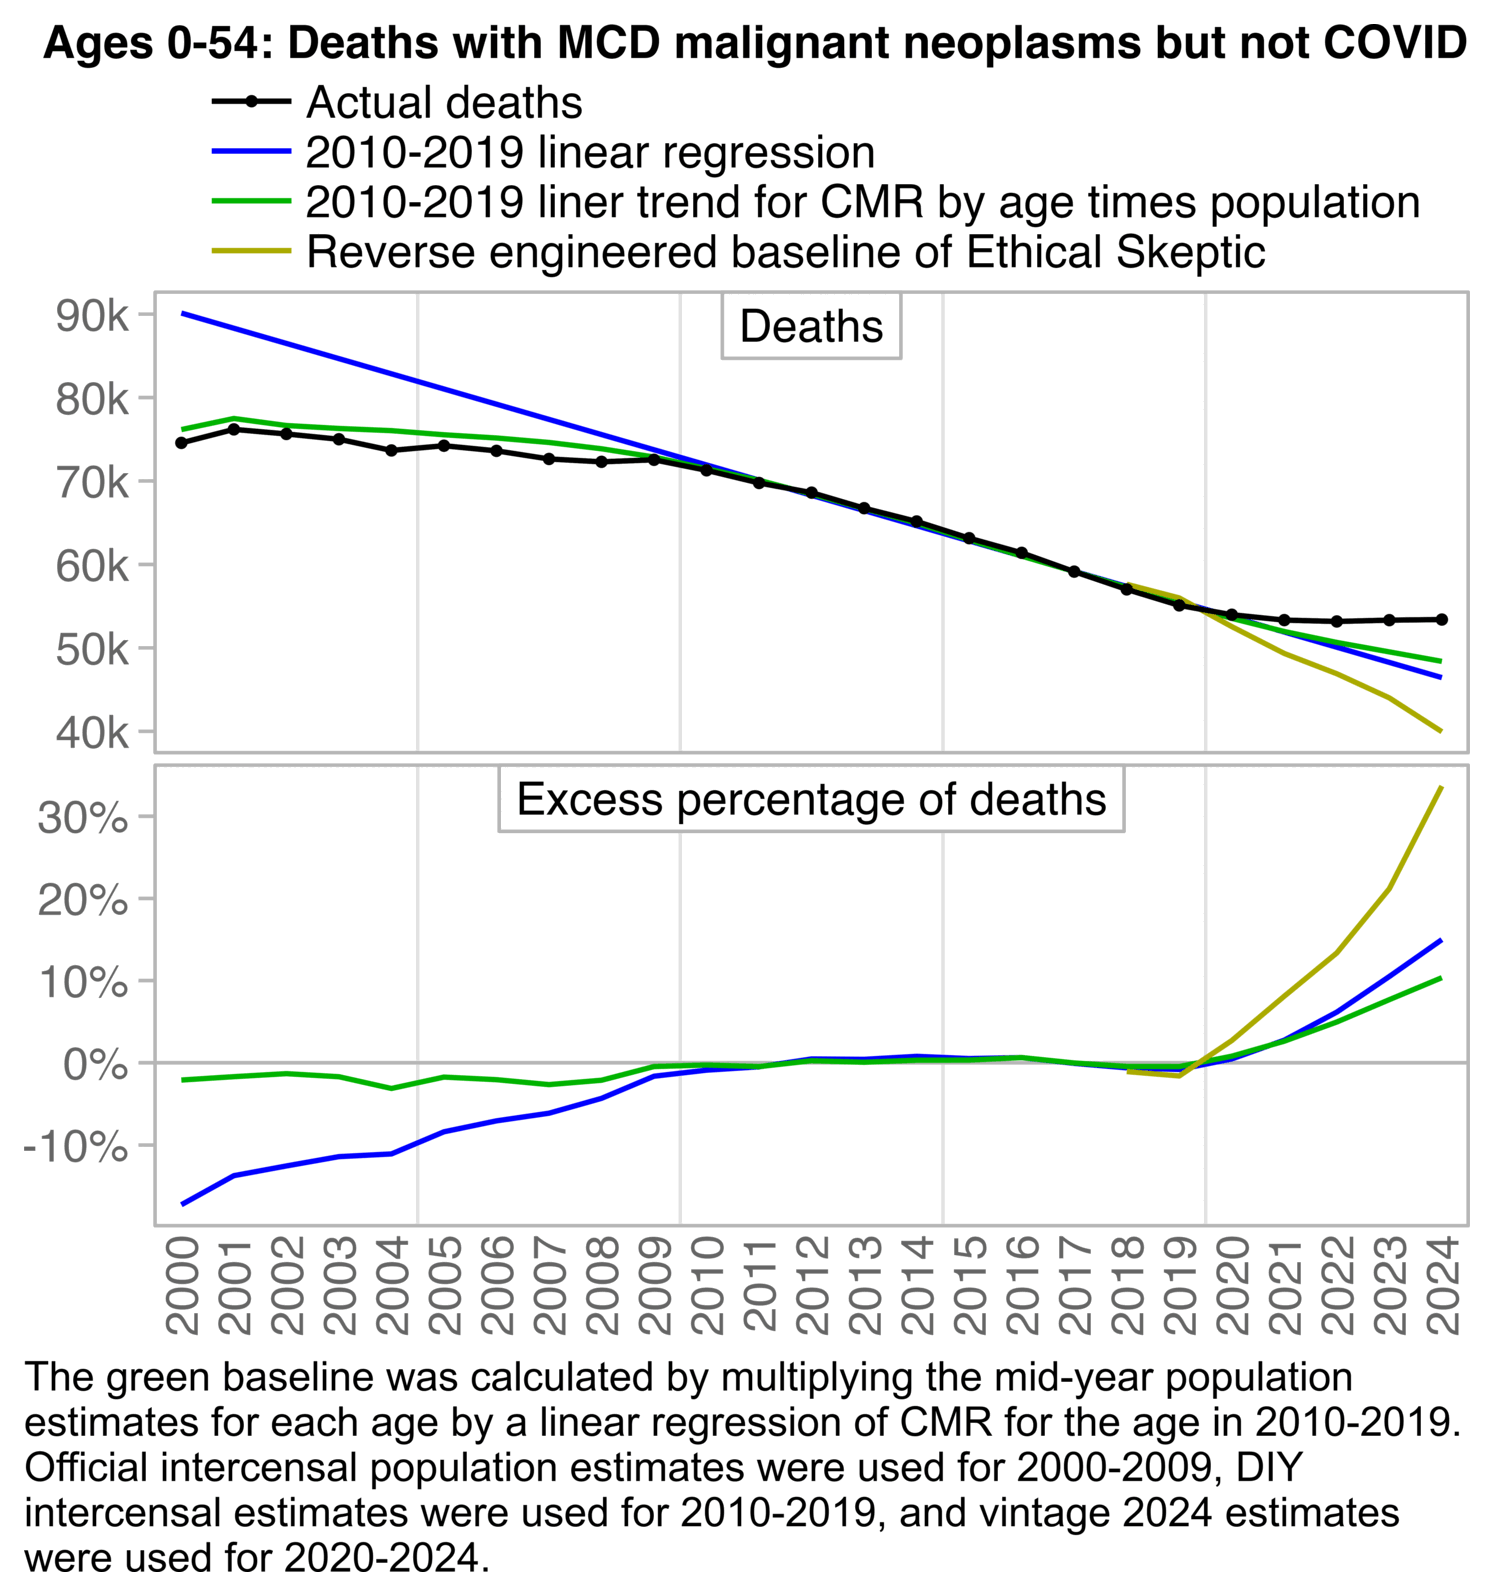 Ages 0-54: Deaths with MCD malignant neoplasms but not COVID
Actual deaths
2010-2019 linear regression
2010-2019 liner trend for CMR by age times population
Reverse engineered baseline of Ethical Skeptic
Deaths
90k
80k
70k
60k
50k
40k
Excess percentage of deaths
30%
20%
10%
0%
-10%
2000 2001 2002 2003 2004 2005 2006 2007 2008 2009 2010 2011 2012 2013 2014 2015 2016 2017 2018 2019 2020 2021 2022 2023 2024
The green baseline was calculated by multiplying the mid-year population
estimates for each age by a linear regression of CMR for the age in 2010-2019.
Official intercensal population estimates were used for 2000-2009, DIY
intercensal estimates were used for 2010-2019, and vintage 2024 estimates
were used for 2020-2024.